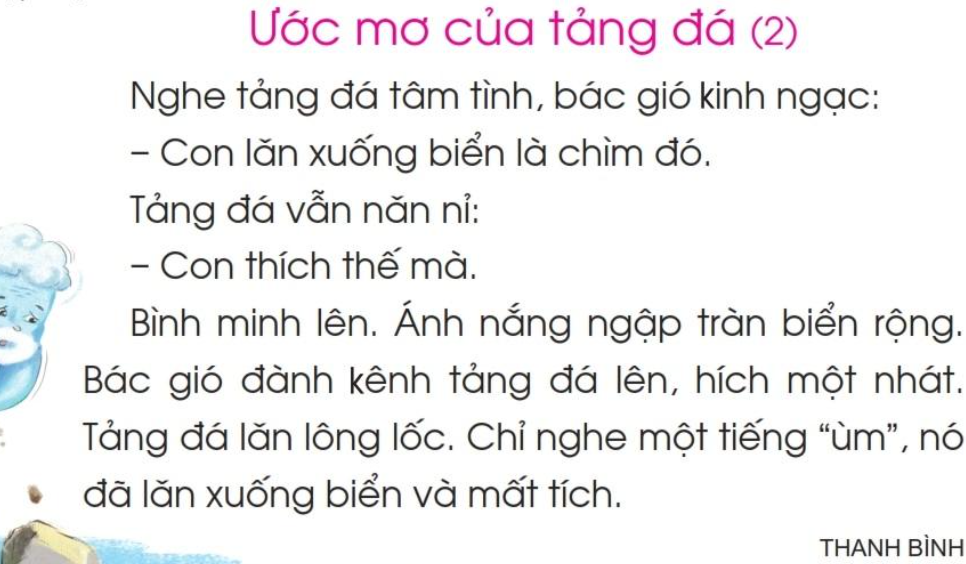 Ước mơ của tảng đá (2)
Nghe tảng đá tâm tình, bác gió kinh ngạc:
– Con lăn xuống biển là chìm đó.
Tảng đá vẫn năn nỉ:
– Con thích thế mà.
Bình minh lên. Ánh nắng ngập tràn biển rộng.
Bác gió đành kênh tảng đá lên, hích một nhát.
Tảng đá lăn lông lốc. Chỉ nghe một tiếng “ùm”, nó
đã lăn xuống biển và mất tích.
THANH BÌNH